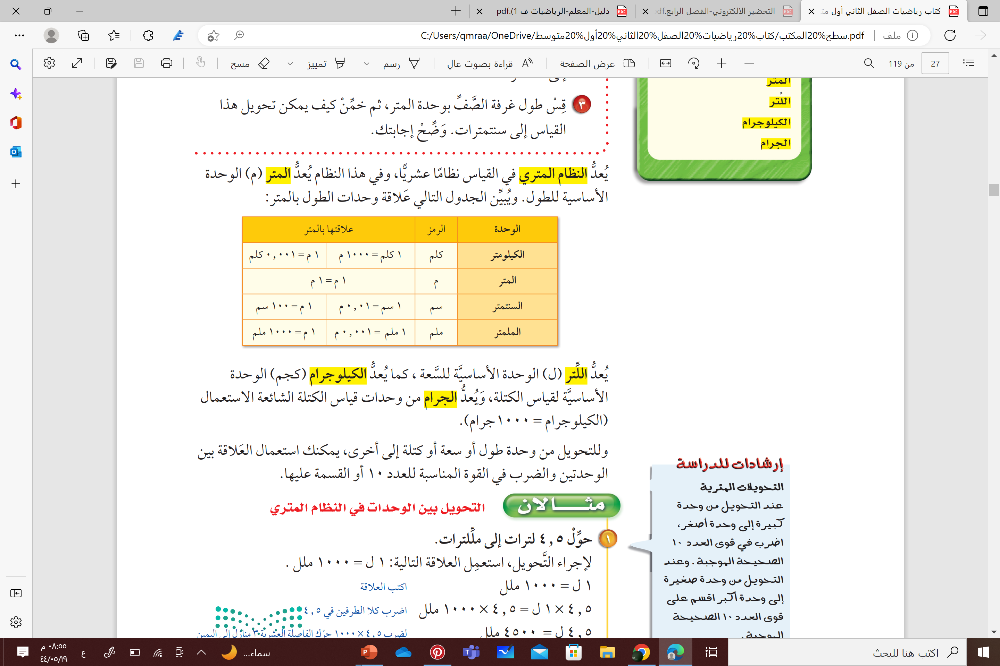 كتاب رياضيات الصفل الثاني أول
التحضير الالكتروني-الفصل الرابع.pdf
دليل-المعلم-الرياضيات ف 1).pdf
ملف
C:/Users/qmraa/OneDrive/سطح%20المكتب/كتاب%20رياضيات%20الصفل%20الثاني%20أول%20متوسط.pdf
27
من 119
عرض الصفحة
قراءة بصوت عالٍ
رسم
تمييز
مسح
المتر
اللِّتر
الكيلوجرام
الجرام
٣ قِسْ طول غرفة الصَّفِّ بوحدة المتر، ثم خمِّنْ كيف يمكن تحويل هذا
القياس إلى سنتمترات. وَضِّحْ إجابتك.
يُعدُّ النظام المتري في القياس نظامًا عشريًّا، وفي هذا النظام يُعدُّ المتر (م) الوحدة
الأساسية للطول. ويُبيِّن الجدول التالي عَلاقة وحدات الطول بالمتر:
الوحدة الرمز علاقتها بالمتر
الكيلومتر كلم ١ كلم = ١٠٠٠ م ١ م = ٠,٠٠١ كلم
المتر م ١ م = ١ م
السنتمتر سم ١ سم = ٠,٠١ م ١ م = ١٠٠ سم
الملمتر ملم ١ ملم = ٠,٠٠١ م ١ م = ١٠٠٠ ملم
يُعدُّ اللِّتر (ل) الوحدة الأساسيَّة للسَّعة، كما يُعدُّ الكيلوجرام (كجم) الوحدة
الأساسيَّة لقياس الكتلة، وَيُعدُّ الجرام من وحدات قياس الكتلة الشائعة الاستعمال
(الكيلوجرام = ١٠٠٠ جرام).
وللتحويل من وحدة طول أو سعة أو كتلة إلى أخرى، يمكنك استعمال العَلاقة بين
الوحدتين والضرب في القوة المناسبة للعدد ١٠ أو القسمة عليها.
مثـــالان
التحويل بين الوحدات في النظام المتري
١ حوِّلْ ٤,٥ لترات إلى ملِّلترات.
لإجراء التَّحويل، استعمِل العلاقة التالية: ١ ل = ١٠٠٠ ملل .
١ ل = ١٠٠٠ ملل اكتب العلاقة
٤,٥ × ١ ل = ٤,٥ × ١٠٠٠ ملل اضرب كلا الطرفين في ٤,٥
٤,٥ ل = ٤٥٠٠ ملل لضرب ٤,٥ × ١٠٠٠ حرّك الفاصلة العشرية ٣ منازل إلى اليمين
إرشادات للدراسة
التحويلات المترية
عند التحويل من وحدة
كبيرة إلى وحدة أصغر،
اضرب في قوى العدد ١٠
الصحيحة الموجبة. وعند
التحويل من وحدة صغيرة
إلى وحدة أكبر اقسم على
قوى العدد ١٠ الصحيحة
الموجبة.
اكتب هنا للبحث
سماء...
ع
٠٨:٥٥ م
٤٤/٠٥/١٩